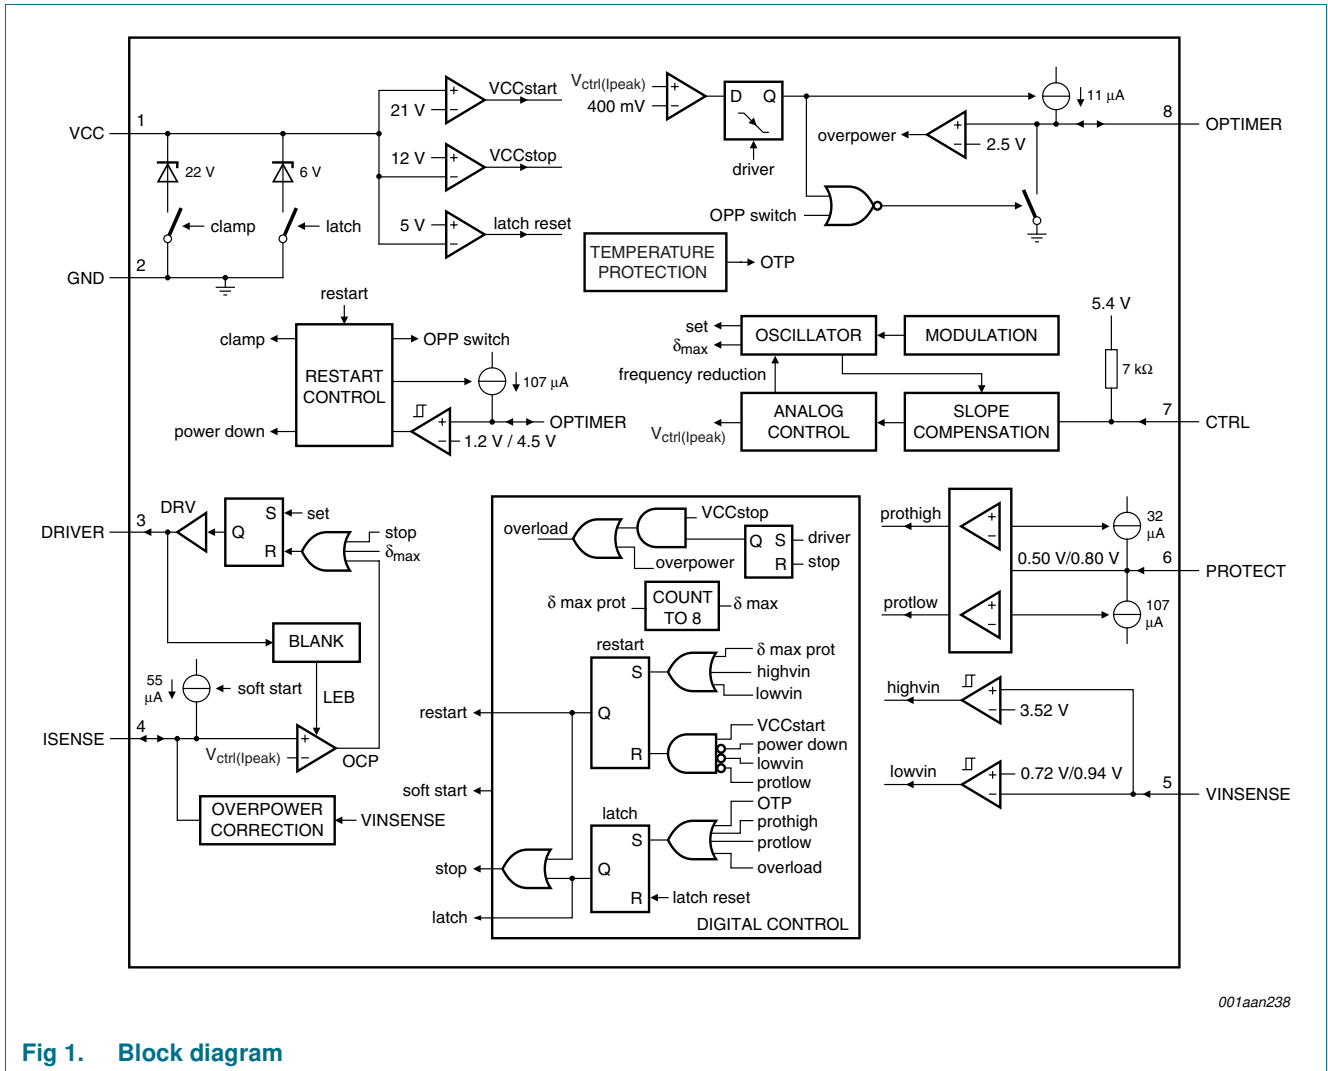 VCC
1
22 V
clamp
6 V
latch
GND
2
21 V
VCCstart
12 V
VCCstop
5 V
latch reset
Vctrl(Ipeak)
400 mV
D Q
driver
11 μA
8
OPTIMER
overpower
2.5 V
OPP switch
TEMPERATURE
PROTECTION
OTP
restart
clamp
OPP switch
RESTART
CONTROL
107 μA
power down
OPTIMER
1.2 V / 4.5 V
set
δmax
OSCILLATOR
MODULATION
frequency reduction
Vctrl(Ipeak)
ANALOG
CONTROL
SLOPE
COMPENSATION
5.4 V
7 kΩ
7
CTRL
DRIVER
3
DRV
Q
S
R
set
stop
δmax
BLANK
LEB
55
μA
soft start
ISENSE
4
Vctrl(Ipeak)
OCP
OVERPOWER
CORRECTION
VINSENSE
overload
VCCstop
overpower
Q S
R
driver
stop
δ max prot
COUNT
TO 8
δ max
restart
S
Q
R
δ max prot
highvin
lowvin
VCCstart
power down
lowvin
protlow
restart
soft start
latch
S
Q
R
OTP
prothigh
protlow
overload
latch reset
stop
latch
DIGITAL CONTROL
prothigh
protlow
32
μA
0.50 V/0.80 V
6
PROTECT
107
μA
highvin
3.52 V
lowvin
0.72 V/0.94 V
5
VINSENSE
001aan238
Fig 1. Block diagram